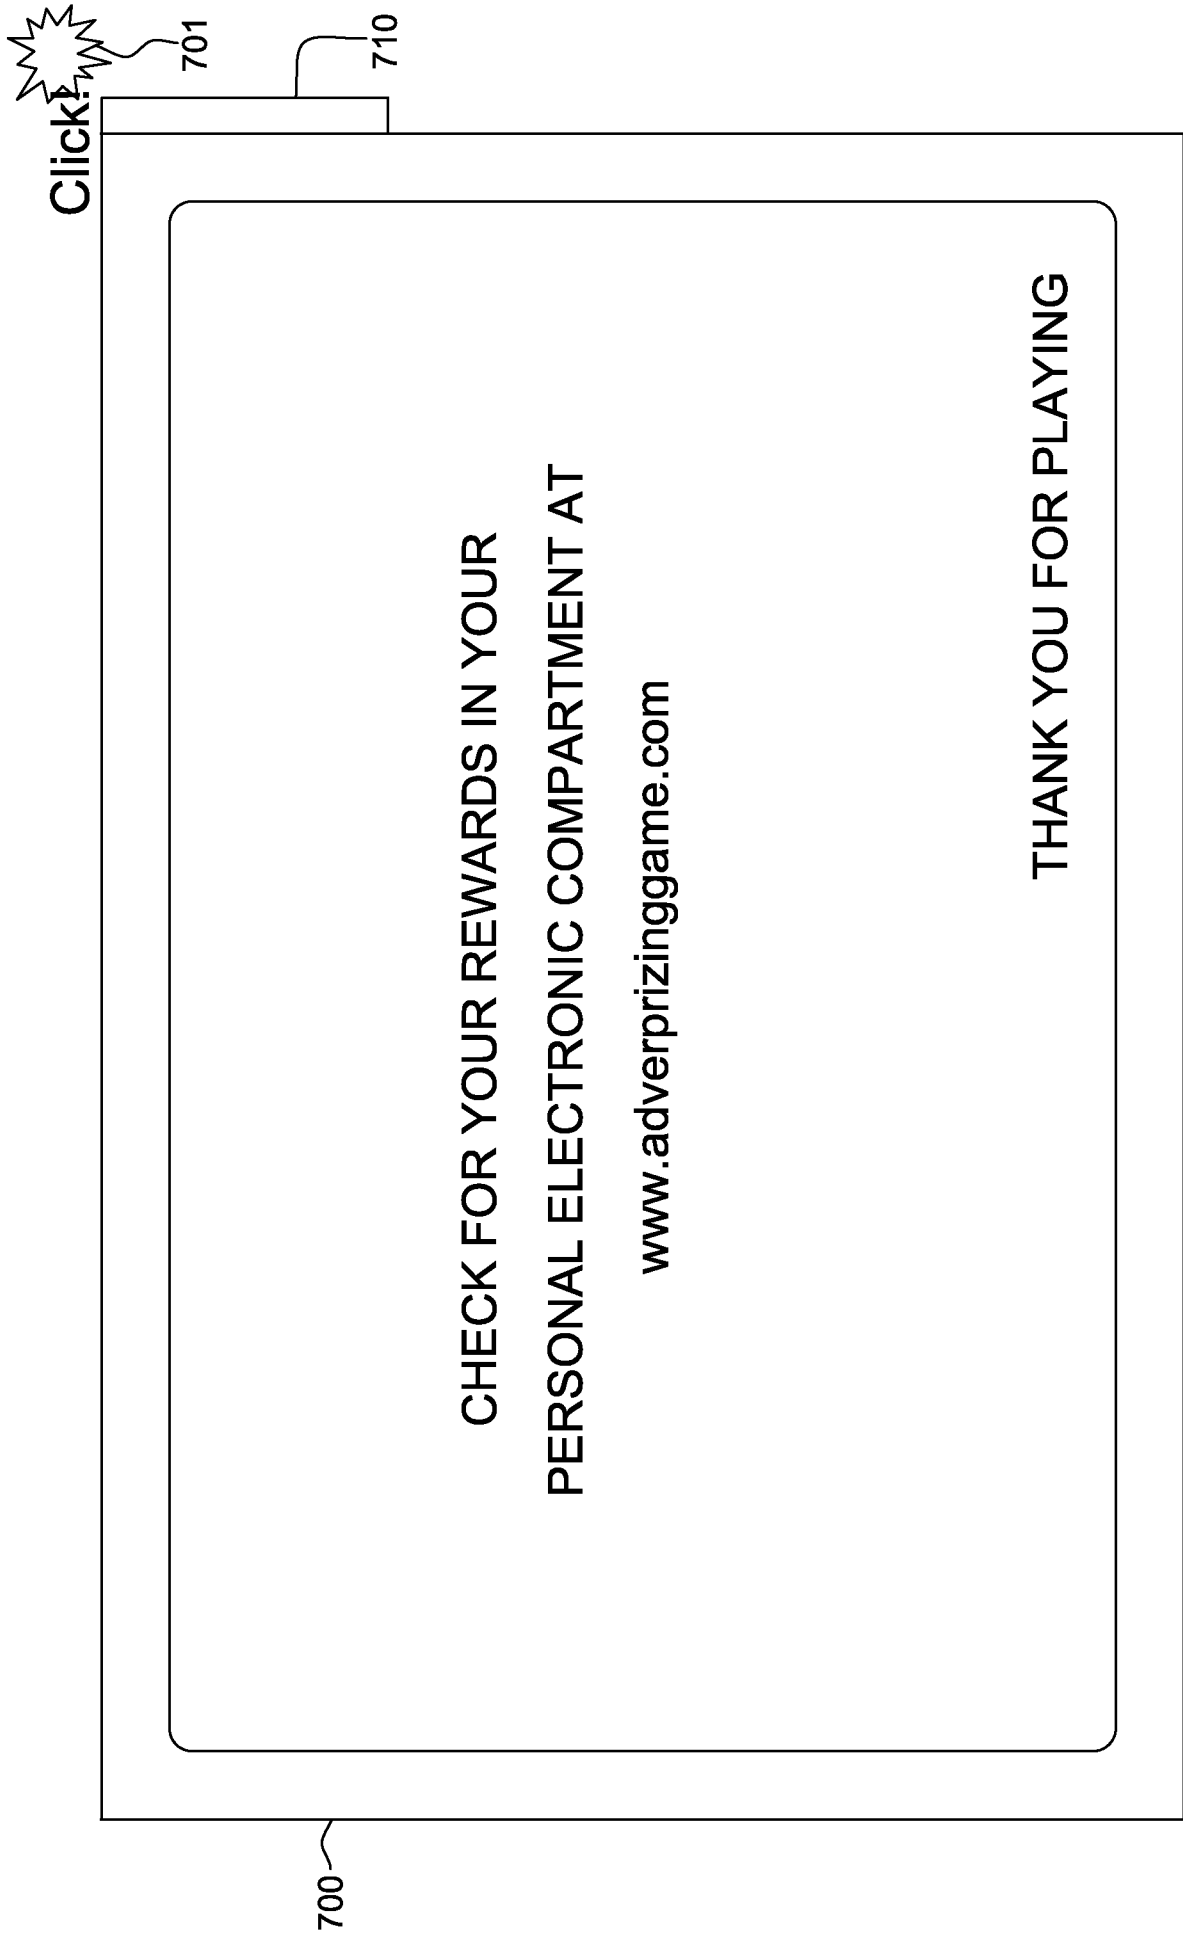 Click!
701
710
CHECK FOR YOUR REWARDS IN YOUR
PERSONAL ELECTRONIC COMPARTMENT AT
www.adverprizinggame.com
THANK YOU FOR PLAYING
700